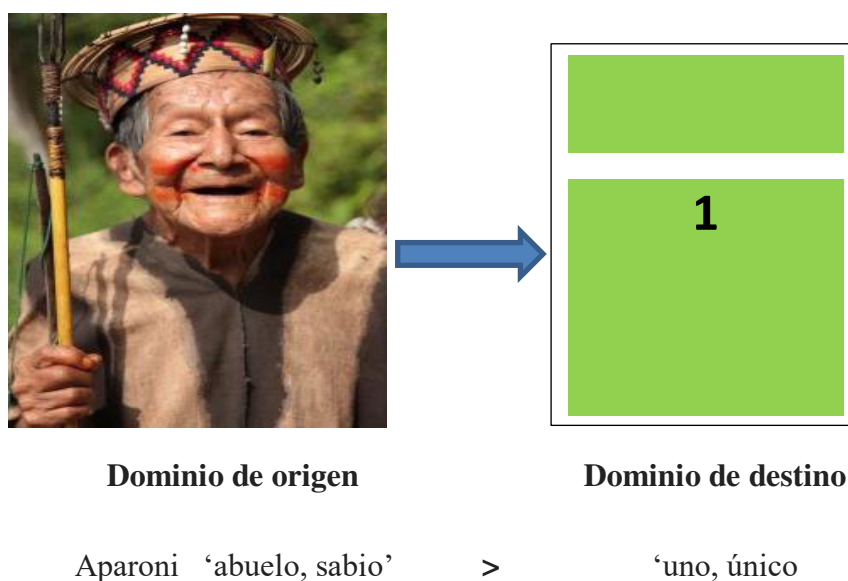 1
Dominio de origen Dominio de destino
Aparoni ‘abuelo, sabio’ > ‘uno, único